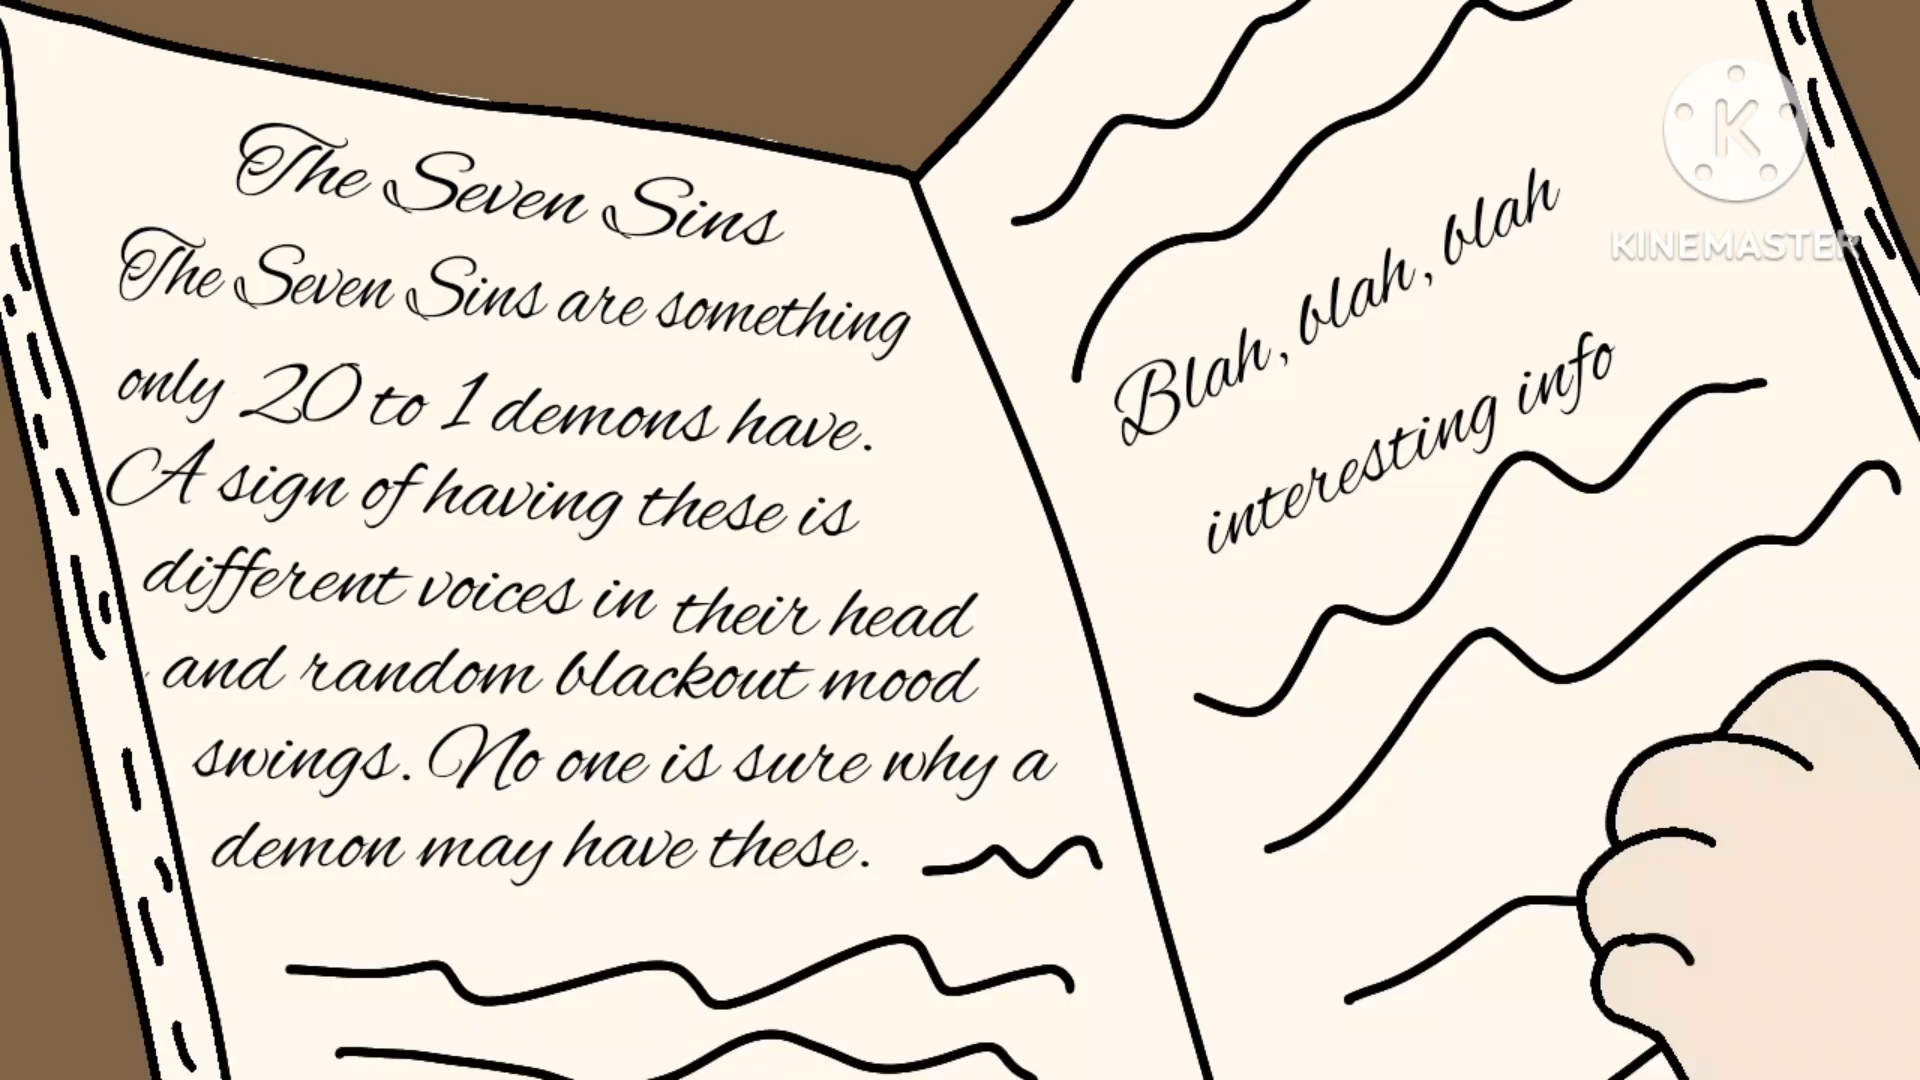 The Seven Sins
The Seven Sins are something
only 20 to 1 demons have.
A sign of having these is
different voices in their head
and random blackout mood
swings. No one is sure why a
demon may have these.
Blah, blah, blah
interesting info
K
KINEMASTER